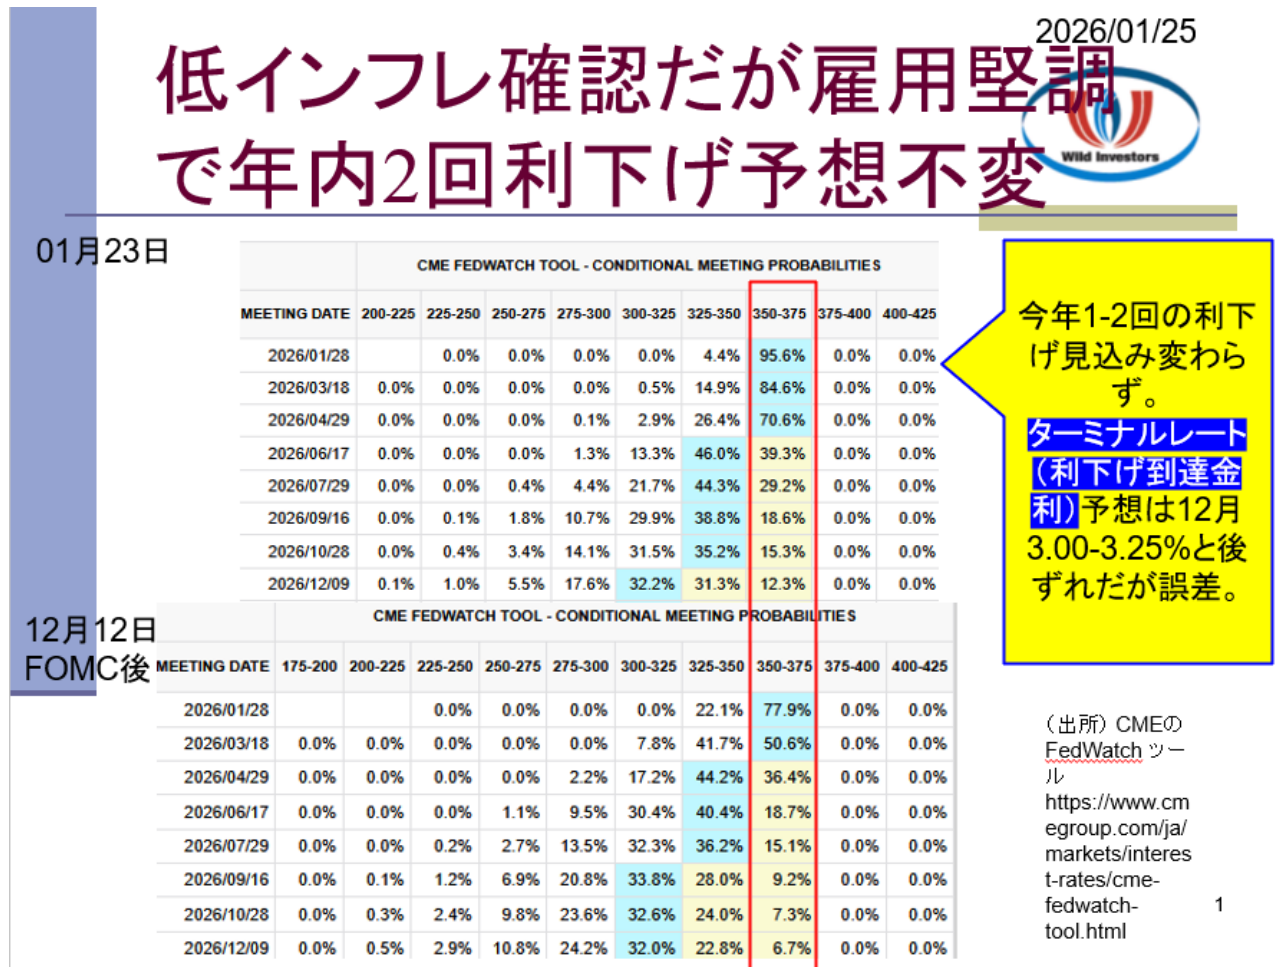 2026/01/25
低インフレ確認だが雇用堅調
で年内2回利下げ予想不変
Wild Investors
01月23日
CME FEDWATCH TOOL - CONDITIONAL MEETING PROBABILITIES
MEETING DATE 200-225 225-250 250-275 275-300 300-325 325-350 350-375 375-400 400-425
2026/01/28 0.0% 0.0% 0.0% 0.0% 4.4% 95.6% 0.0% 0.0%
2026/03/18 0.0% 0.0% 0.0% 0.0% 0.5% 14.9% 84.6% 0.0% 0.0%
2026/04/29 0.0% 0.0% 0.0% 0.1% 2.9% 26.4% 70.6% 0.0% 0.0%
2026/06/17 0.0% 0.0% 0.0% 1.3% 13.3% 46.0% 39.3% 0.0% 0.0%
2026/07/29 0.0% 0.0% 0.4% 4.4% 21.7% 44.3% 29.2% 0.0% 0.0%
2026/09/16 0.0% 0.1% 1.8% 10.7% 29.9% 38.8% 18.6% 0.0% 0.0%
2026/10/28 0.0% 0.4% 3.4% 14.1% 31.5% 35.2% 15.3% 0.0% 0.0%
2026/12/09 0.1% 1.0% 5.5% 17.6% 32.2% 31.3% 12.3% 0.0% 0.0%
今年1-2回の利下
げ見込み変わら
ず。
ターミナルレート
（利下げ到達金
利）予想は12月
3.00-3.25%と後
ずれだが誤差。
12月12日
FOMC後
CME FEDWATCH TOOL - CONDITIONAL MEETING PROBABILITIES
MEETING DATE 175-200 200-225 225-250 250-275 275-300 300-325 325-350 350-375 375-400 400-425
2026/01/28 0.0% 0.0% 0.0% 0.0% 22.1% 77.9% 0.0% 0.0%
2026/03/18 0.0% 0.0% 0.0% 0.0% 0.0% 7.8% 41.7% 50.6% 0.0% 0.0%
2026/04/29 0.0% 0.0% 0.0% 0.0% 2.2% 17.2% 44.2% 36.4% 0.0% 0.0%
2026/06/17 0.0% 0.0% 0.0% 1.1% 9.5% 30.4% 40.4% 18.7% 0.0% 0.0%
2026/07/29 0.0% 0.0% 0.2% 2.7% 13.5% 32.3% 36.2% 15.1% 0.0% 0.0%
2026/09/16 0.0% 0.1% 1.2% 6.9% 20.8% 33.8% 28.0% 9.2% 0.0% 0.0%
2026/10/28 0.0% 0.3% 2.4% 9.8% 23.6% 32.6% 24.0% 7.3% 0.0% 0.0%
2026/12/09 0.0% 0.5% 2.9% 10.8% 24.2% 32.0% 22.8% 6.7% 0.0% 0.0%
（出所）CMEの
FedWatch ツー
ル
https://www.cm
egroup.com/ja/
markets/interes
t-rates/cme-
fedwatch-
tool.html
1